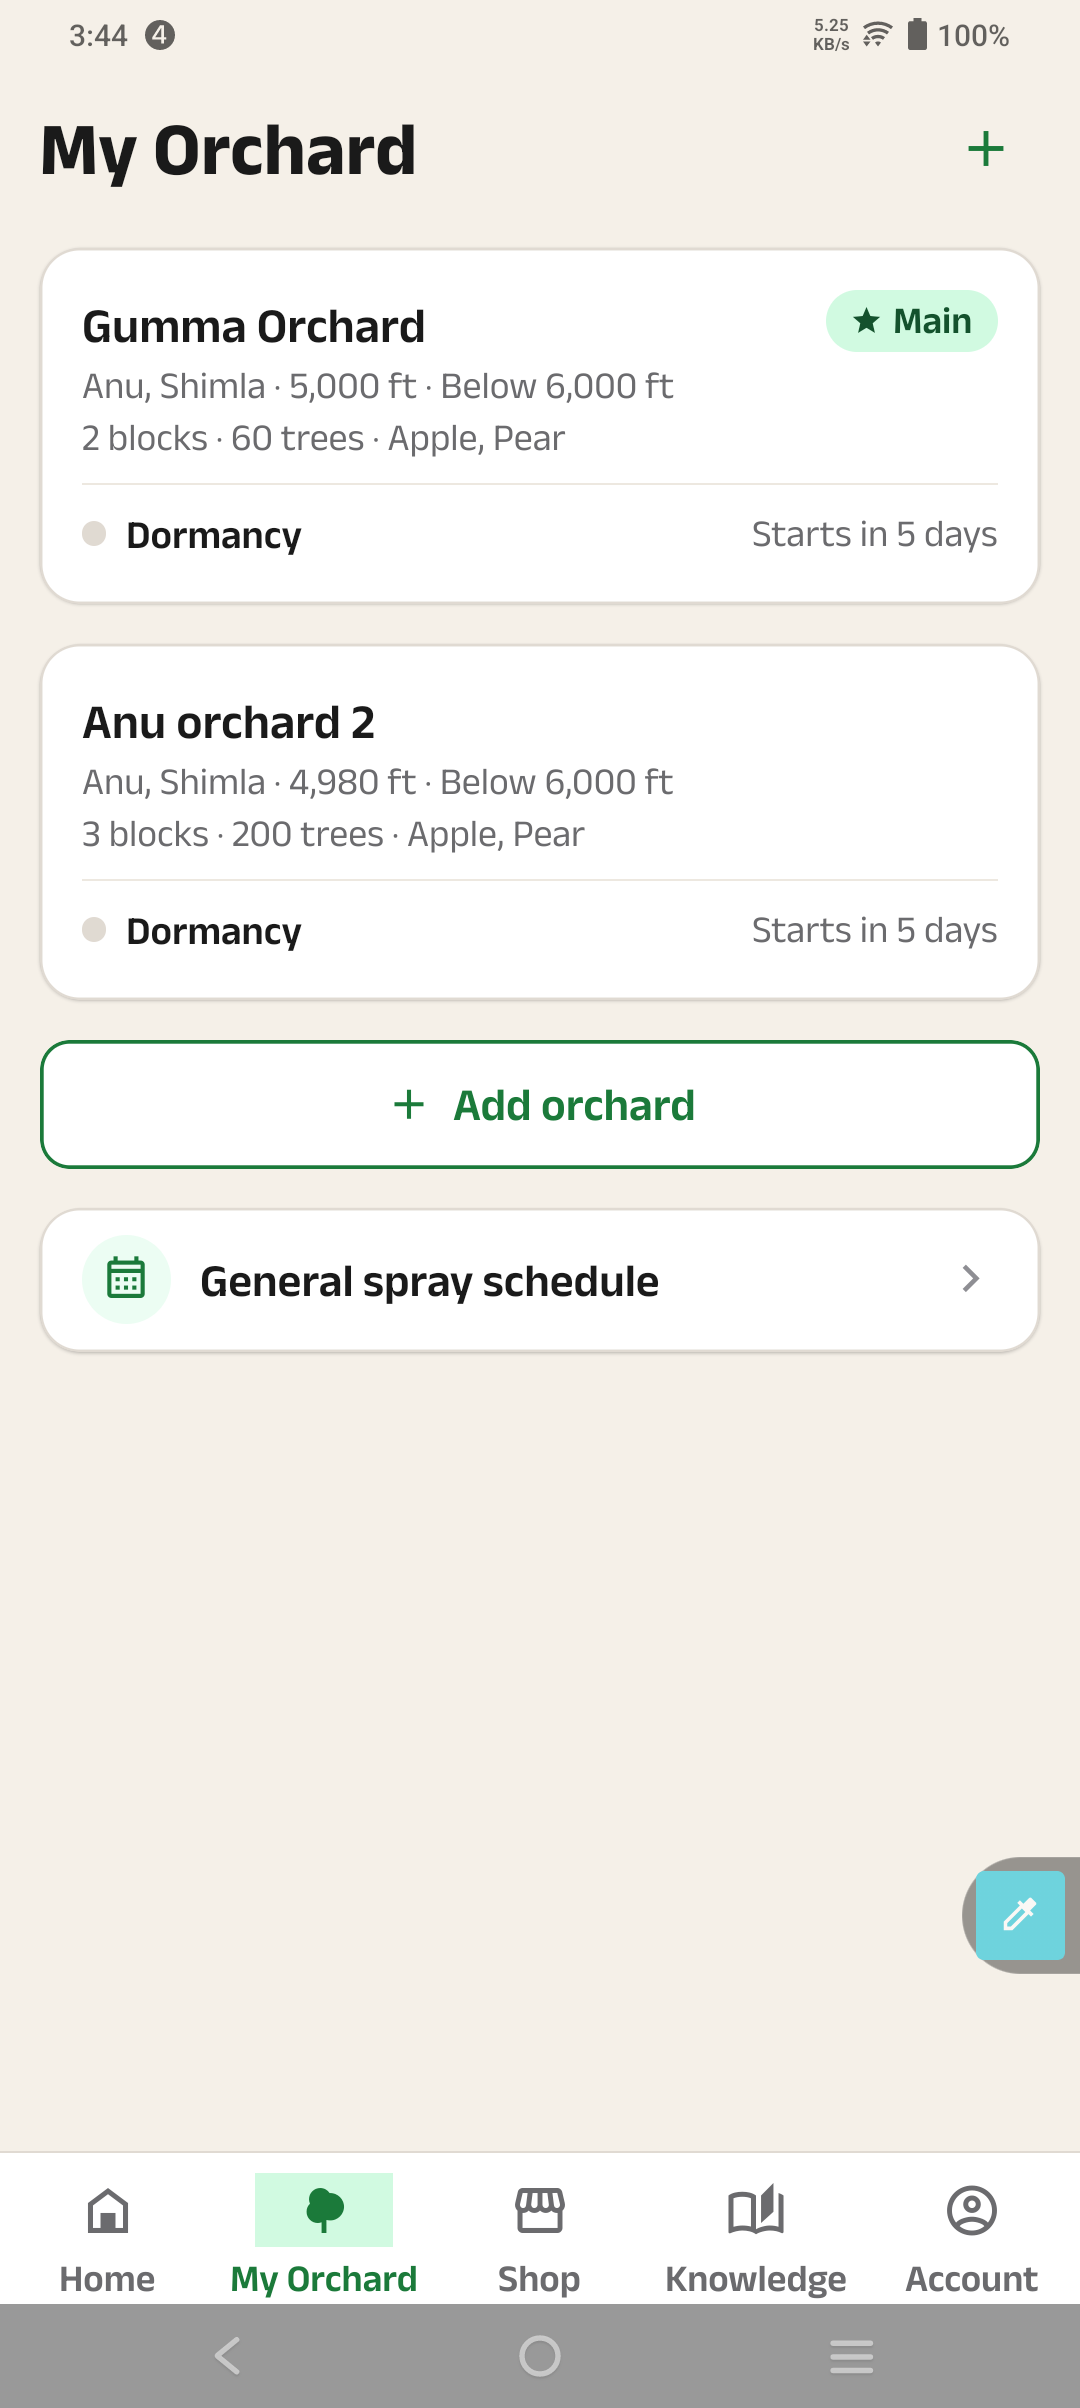 3:44 4 5.25 KB/s 100%
My Orchard
Gumma Orchard Main
Anu, Shimla · 5,000 ft · Below 6,000 ft
2 blocks · 60 trees · Apple, Pear
Dormancy Starts in 5 days
Anu orchard 2
Anu, Shimla · 4,980 ft · Below 6,000 ft
3 blocks · 200 trees · Apple, Pear
Dormancy Starts in 5 days
+ Add orchard
General spray schedule
Home My Orchard Shop Knowledge Account